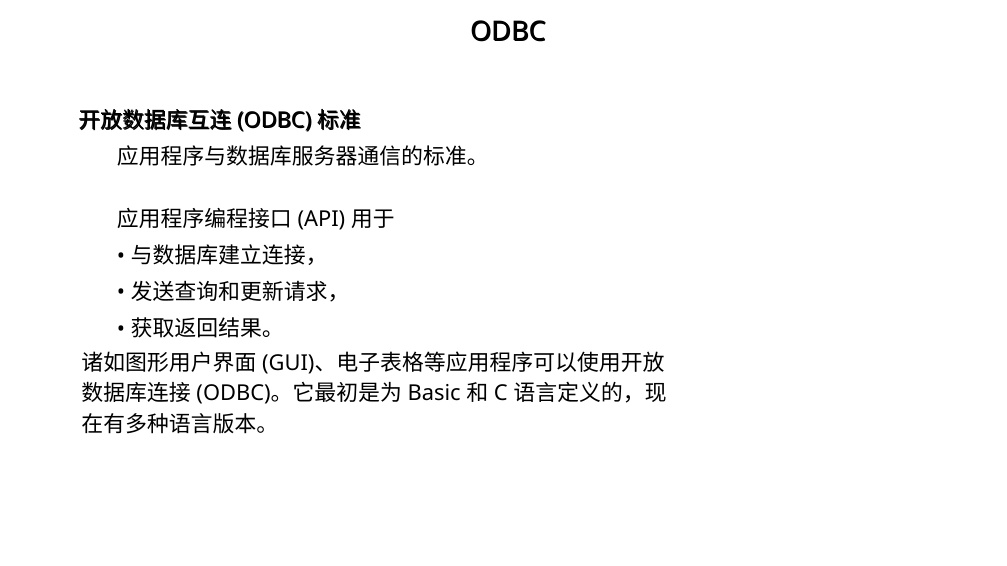 ODBC
开放数据库互连 (ODBC) 标准
应用程序与数据库服务器通信的标准。
应用程序编程接口 (API) 用于
• 与数据库建立连接，
• 发送查询和更新请求，
• 获取返回结果。
诸如图形用户界面 (GUI)、电子表格等应用程序可以使用开放
数据库连接 (ODBC)。它最初是为 Basic 和 C 语言定义的，现
在有多种语言版本。